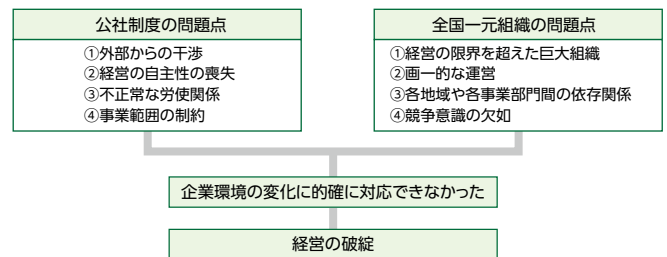 公社制度の問題点
①外部からの干渉
②経営の自主性の喪失
③不正常な労使関係
④事業範囲の制約
全国一元組織の問題点
①経営の限界を超えた巨大組織
②画一的な運営
③各地域や各事業部門間の依存関係
④競争意識の欠如
企業環境の変化に的確に対応できなかった
経営の破綻